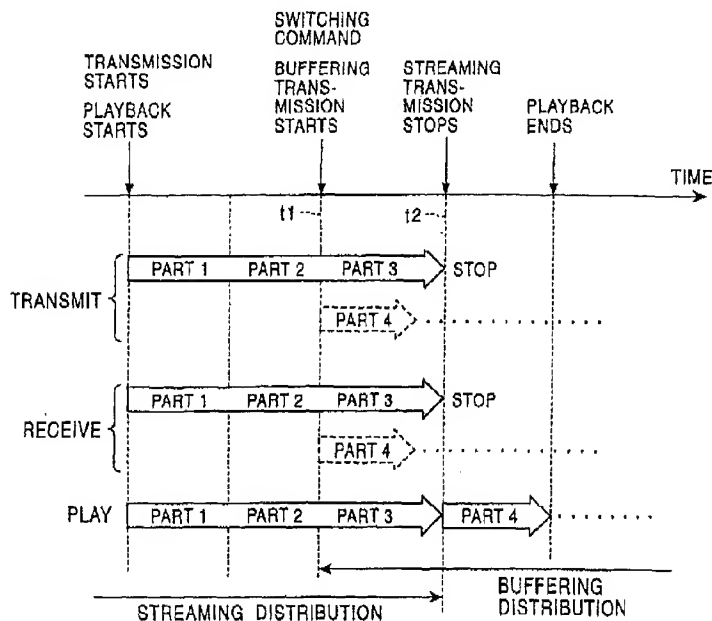 TRANSMISSION
STARTS
PLAYBACK
STARTS
SWITCHING
COMMAND
BUFFERING
TRANS-
MISSION
STARTS
STREAMING
TRANS-
MISSION
STOPS
PLAYBACK
ENDS
TIME
t1
t2
TRANSMIT
PART 1 PART 2 PART 3 STOP
PART 4
RECEIVE
PART 1 PART 2 PART 3 STOP
PART 4
PLAY PART 1 PART 2 PART 3 PART 4
STREAMING DISTRIBUTION
BUFFERING
DISTRIBUTION